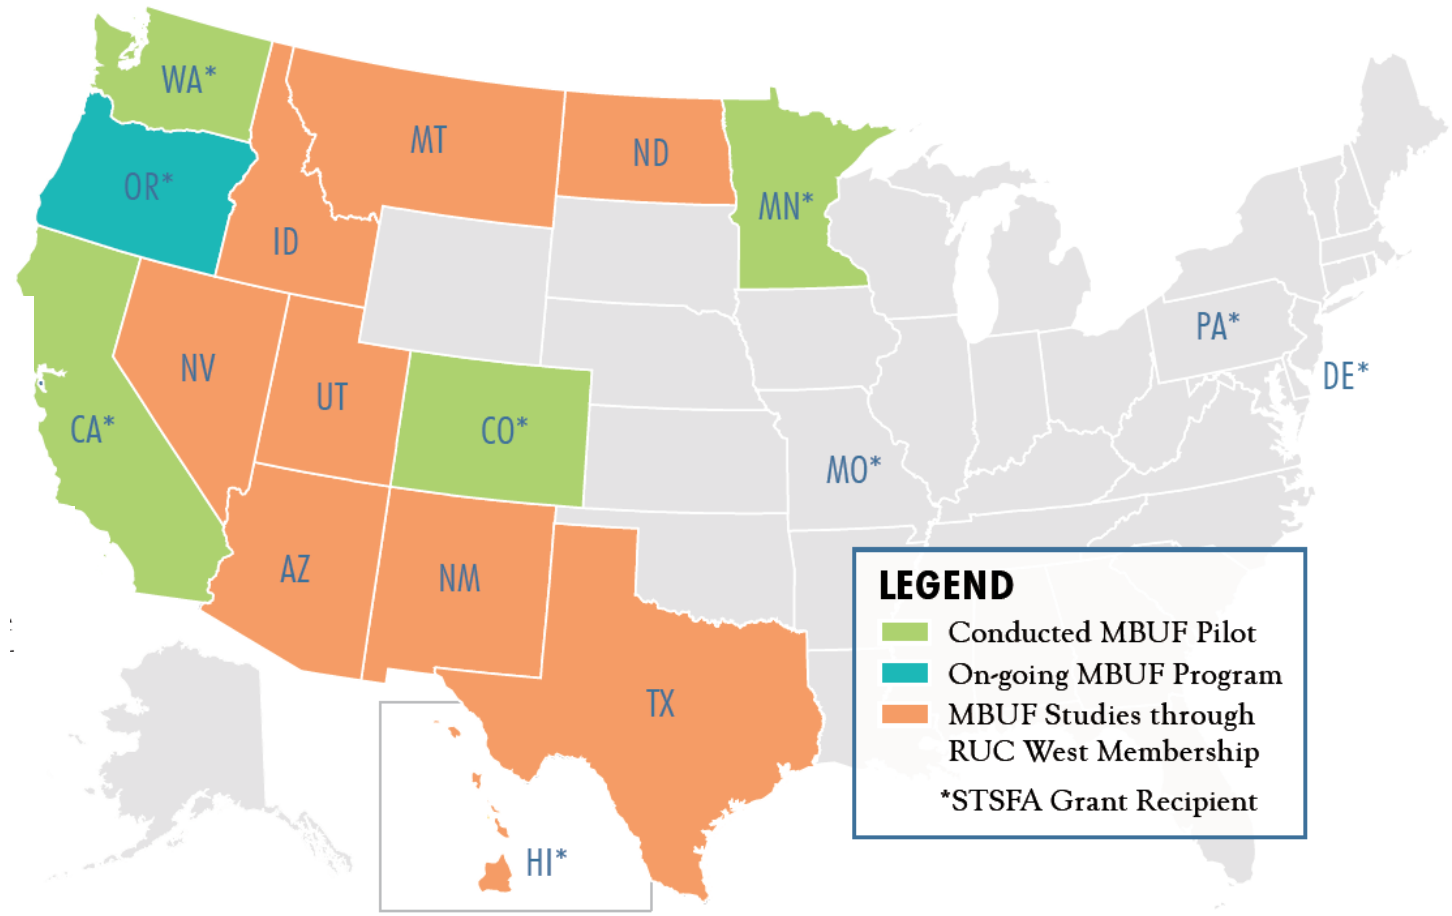 WA*
MT
ND
OR*
MN*
ID
PA*
NV
DE*
UT
CA*
CO*
MO*
AZ
NM
TX
HI*
LEGEND
Conducted MBUF Pilot
On-going MBUF Program
MBUF Studies through
RUC West Membership
*STSFA Grant Recipient